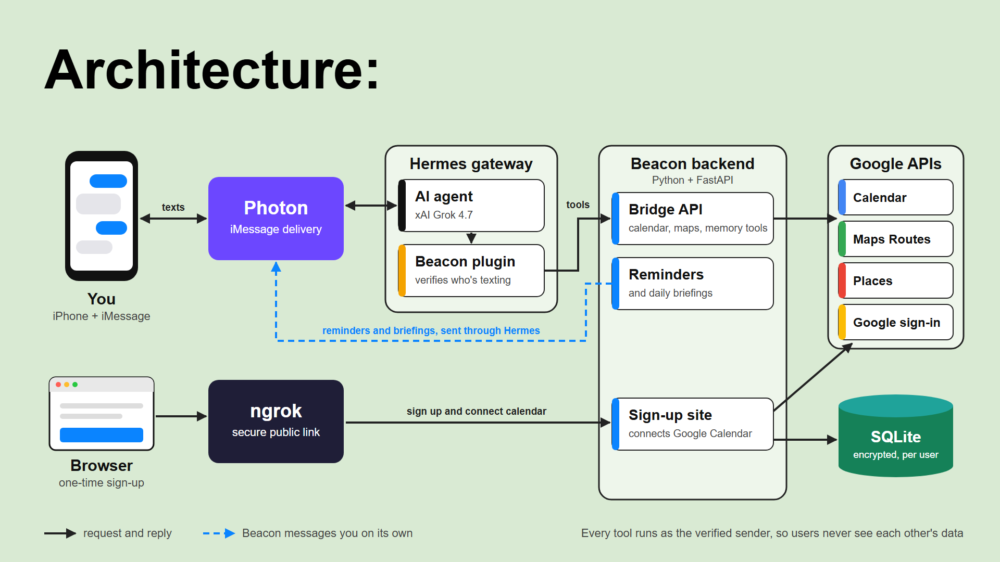 Architecture:
Hermes gateway
Beacon backend
Python + FastAPI
Google APIs
AI agent
xAI Grok 4.7
Beacon plugin
verifies who's texting
tools
Bridge API
calendar, maps, memory tools
Reminders
and daily briefings
Calendar
Maps Routes
Places
Google sign-in
texts
Photon
iMessage delivery
You
iPhone + iMessage
reminders and briefings, sent through Hermes
Browser
one-time sign-up
ngrok
secure public link
sign up and connect calendar
Sign-up site
connects Google Calendar
SQLite
encrypted, per user
request and reply
Beacon messages you on its own
Every tool runs as the verified sender, so users never see each other's data